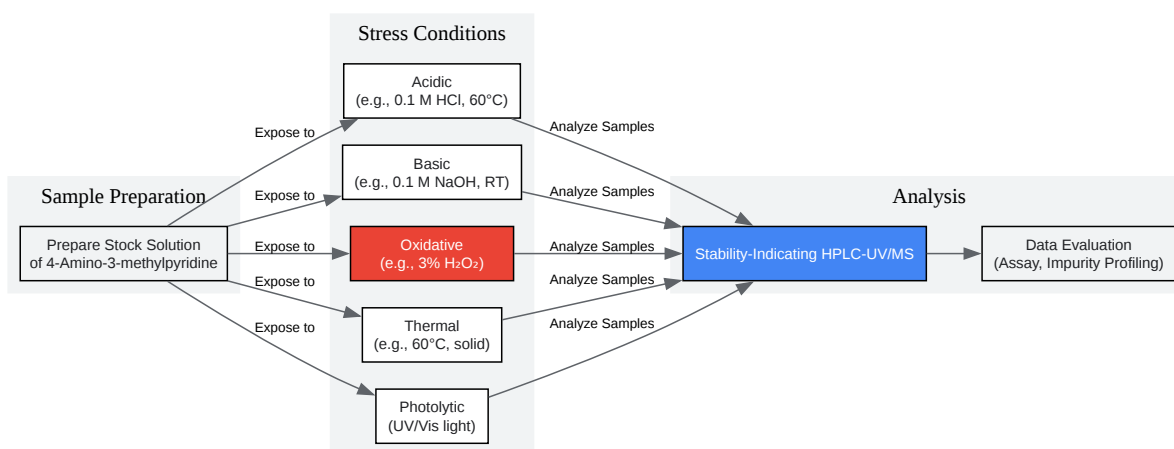 Stress Conditions
Acidic
(e.g., 0.1 M HCl, 60°C)
Expose to
Analyze Samples
Basic
(e.g., 0.1 M NaOH, RT)
Expose to
Analyze Samples
Sample Preparation
Analysis
Prepare Stock Solution
of 4-Amino-3-methylpyridine
Expose to
Oxidative
(e.g., 3% H₂O₂)
Analyze Samples
Stability-Indicating HPLC-UV/MS
Data Evaluation
(Assay, Impurity Profiling)
Expose to
Analyze Samples
Thermal
(e.g., 60°C, solid)
Expose to
Analyze Samples
Photolytic
(UV/Vis light)